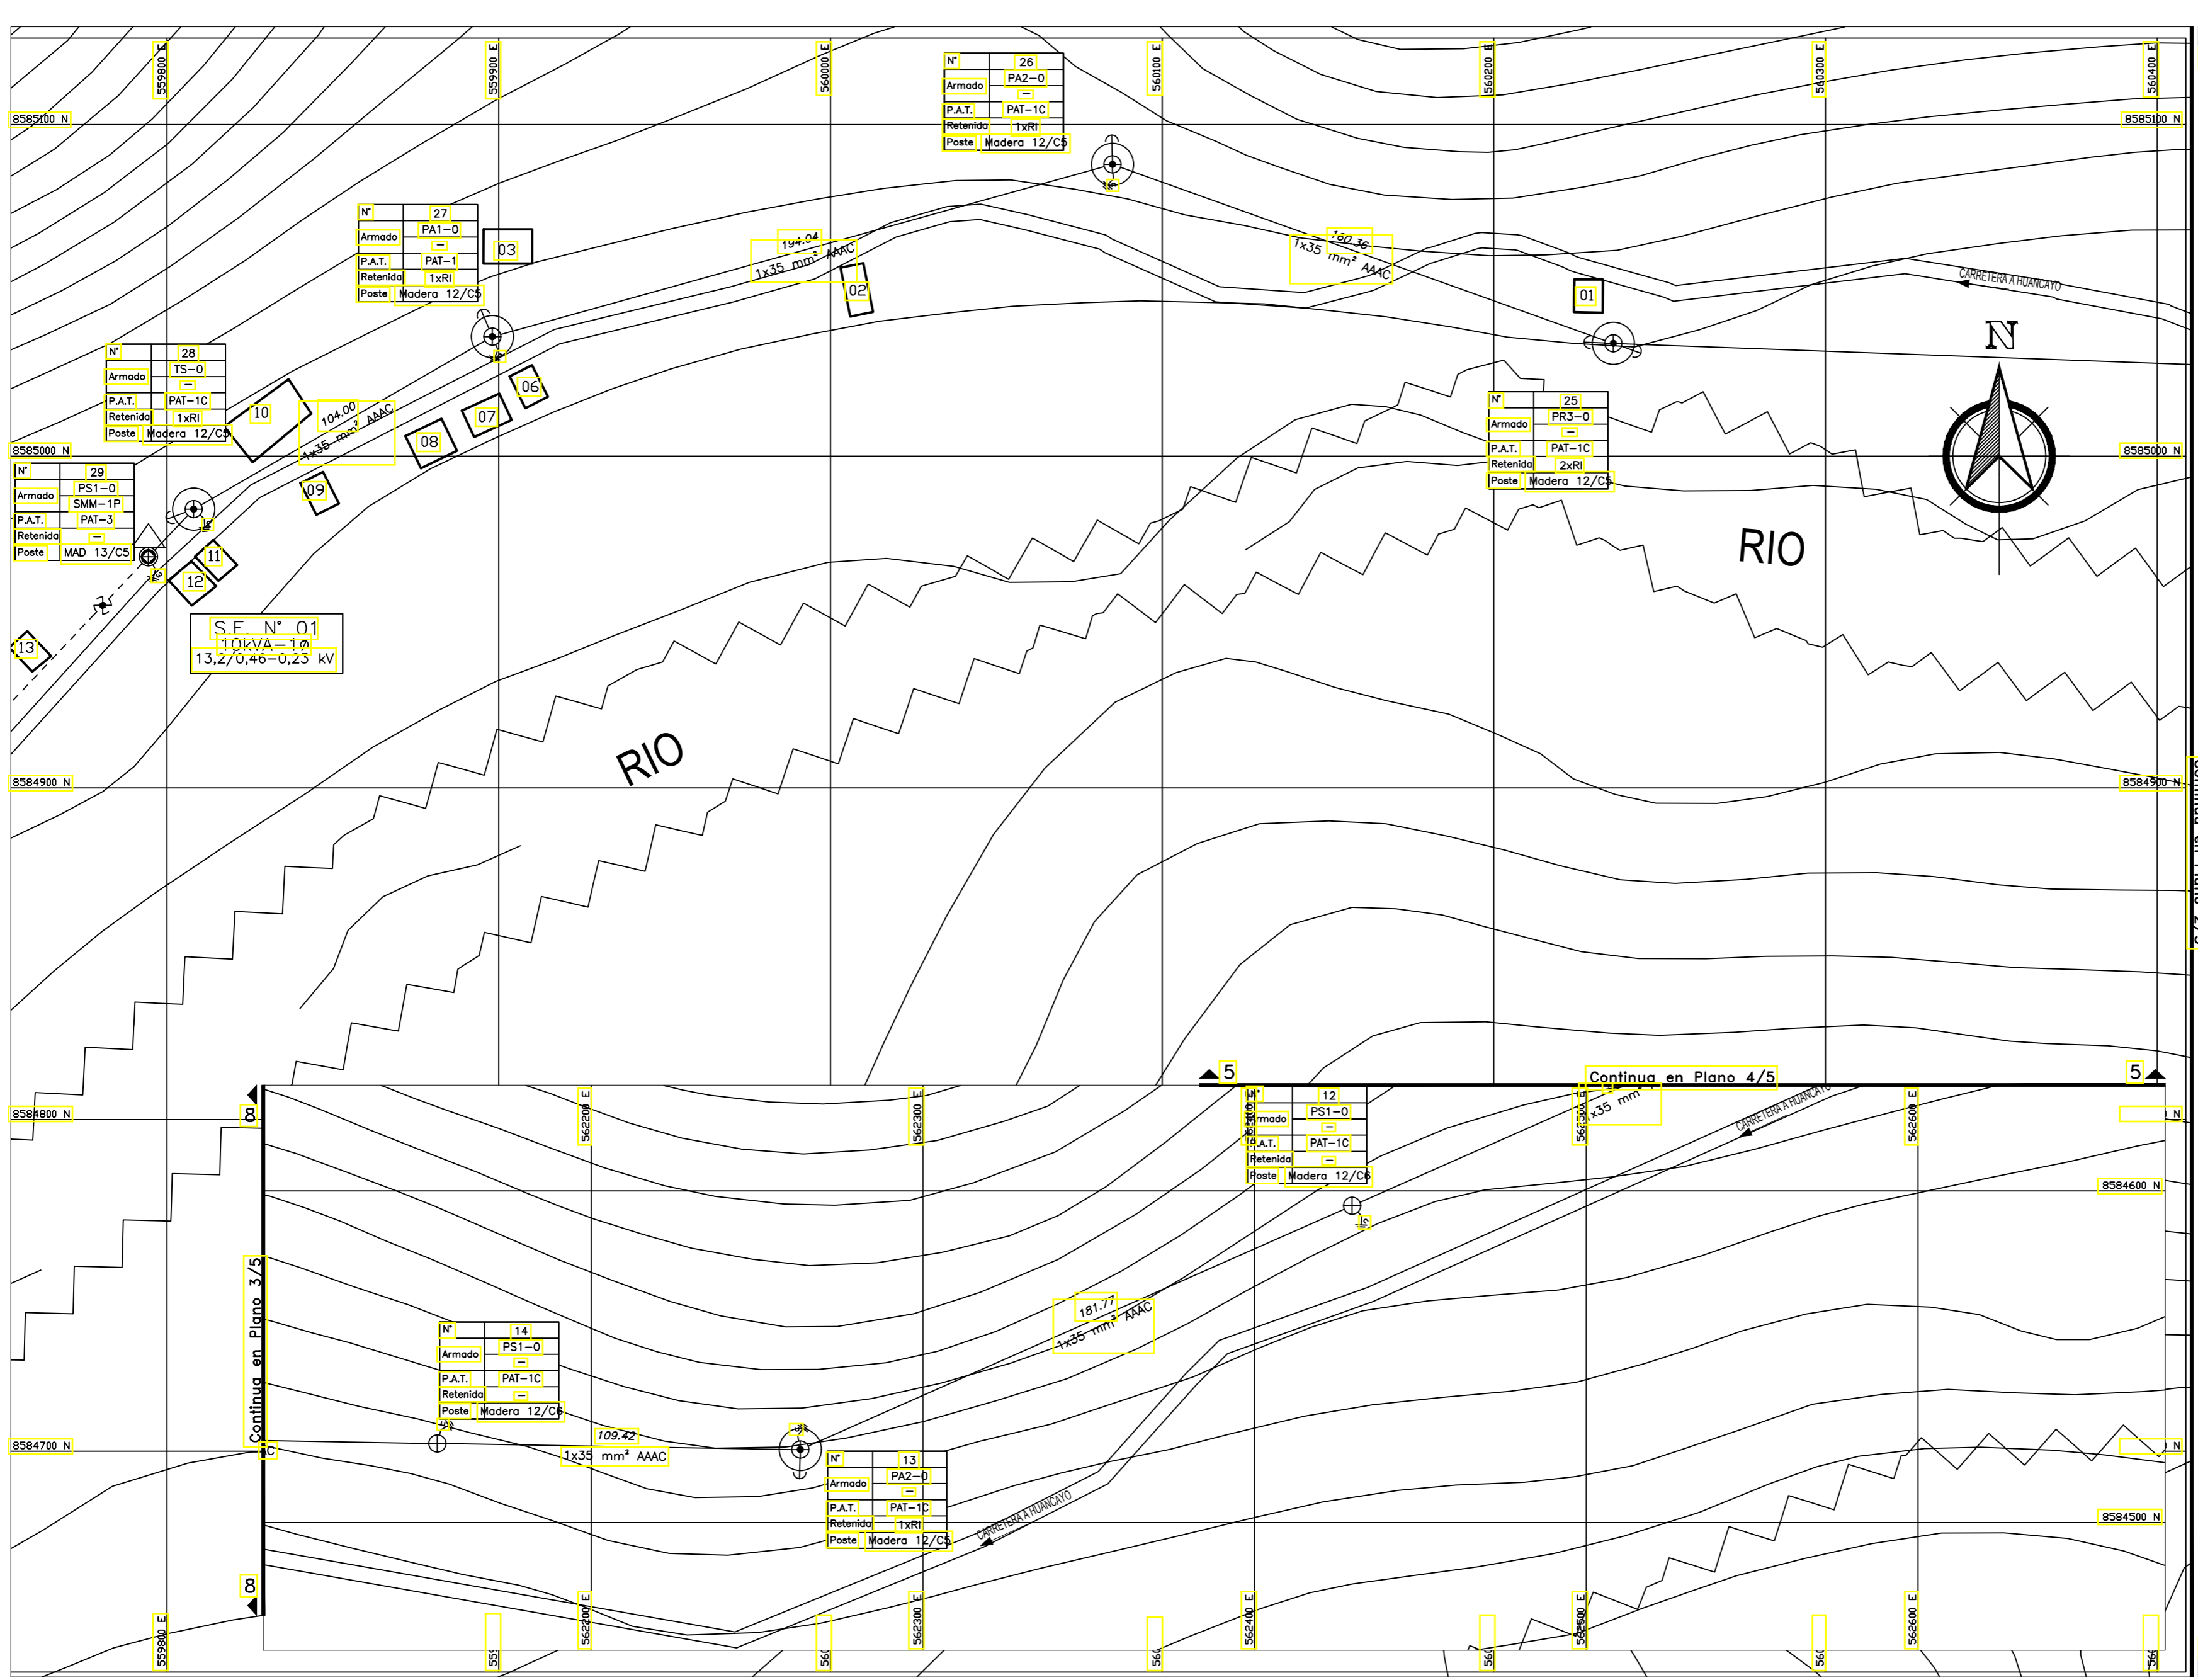 559800 E
559900 E
560000 E
560100 E
560200 E
560300 E
560400 E
8585100 N
8585100 N
N° 26
Armado PA2-0
-
P.A.T. PAT-1C
Retenida 1xRI
Poste Madera 12/C5
N° 27
Armado PA1-0
-
P.A.T. PAT-1
Retenida 1xRI
Poste Madera 12/C5
03
194.04
1x35 mm² AAAC
02
160.36
1x35 mm² AAAC
01
CARRETERA A HUANCAYO
N
N° 28
Armado TS-0
-
P.A.T. PAT-1C
Retenida 1xRI
Poste Madera 12/C5
10
104.00
1x35 mm² AAAC
06
07
08
09
N° 25
Armado PR3-0
-
P.A.T. PAT-1C
Retenida 2xRI
Poste Madera 12/C5
8585000 N
8585000 N
N° 29
Armado PS1-0
SMM-1P
P.A.T. PAT-3
Retenida -
Poste MAD 13/C5
11
12
13
S.E. N° 01
10kVA-1Ø
13,2/0,46-0,23 kV
RIO
RIO
8584900 N
8584900 N
5
Continua en Plano 4/5
5
8584800 N
8
562200 E
562300 E
N° 12
Armado PS1-0
-
P.A.T. PAT-1C
Retenida -
Poste Madera 12/C6
1x35 mm²
562500 E
CARRETERA A HUANCAYO
562600 E
8584600 N
Continua en Plano 3/5
181.77
1x35 mm² AAAC
N° 14
Armado PS1-0
-
P.A.T. PAT-1C
Retenida -
Poste Madera 12/C6
109.42
1x35 mm² AAAC
8584700 N
N° 13
Armado PA2-0
-
P.A.T. PAT-1C
Retenida 1xRI
Poste Madera 12/C5
CARRETERA A HUANCAYO
8584500 N
8
559800 E
562200 E
562300 E
562400 E
562500 E
562600 E